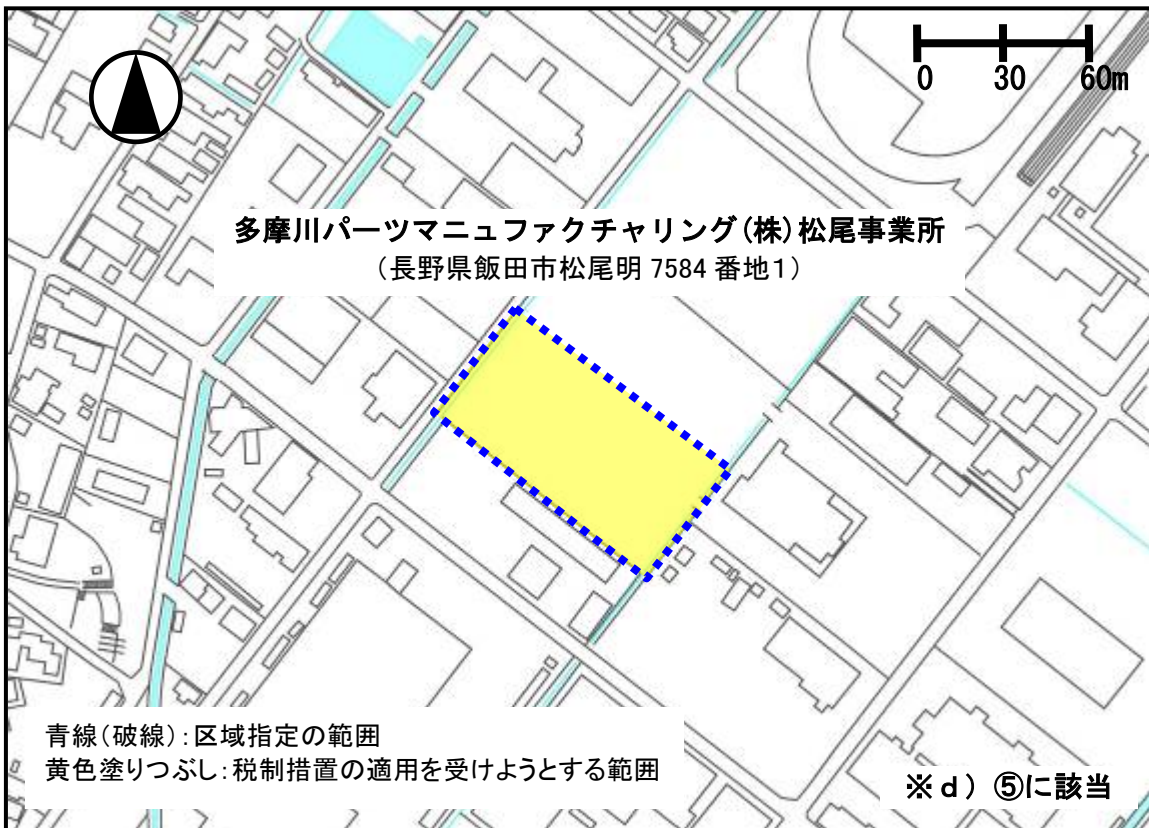 0 30 60m
多摩川パーツマニュファクチャリング(株)松尾事業所
(長野県飯田市松尾明 7584 番地1)
青線(破線):区域指定の範囲
黄色塗りつぶし:税制措置の適用を受けようとする範囲
※d)⑤に該当